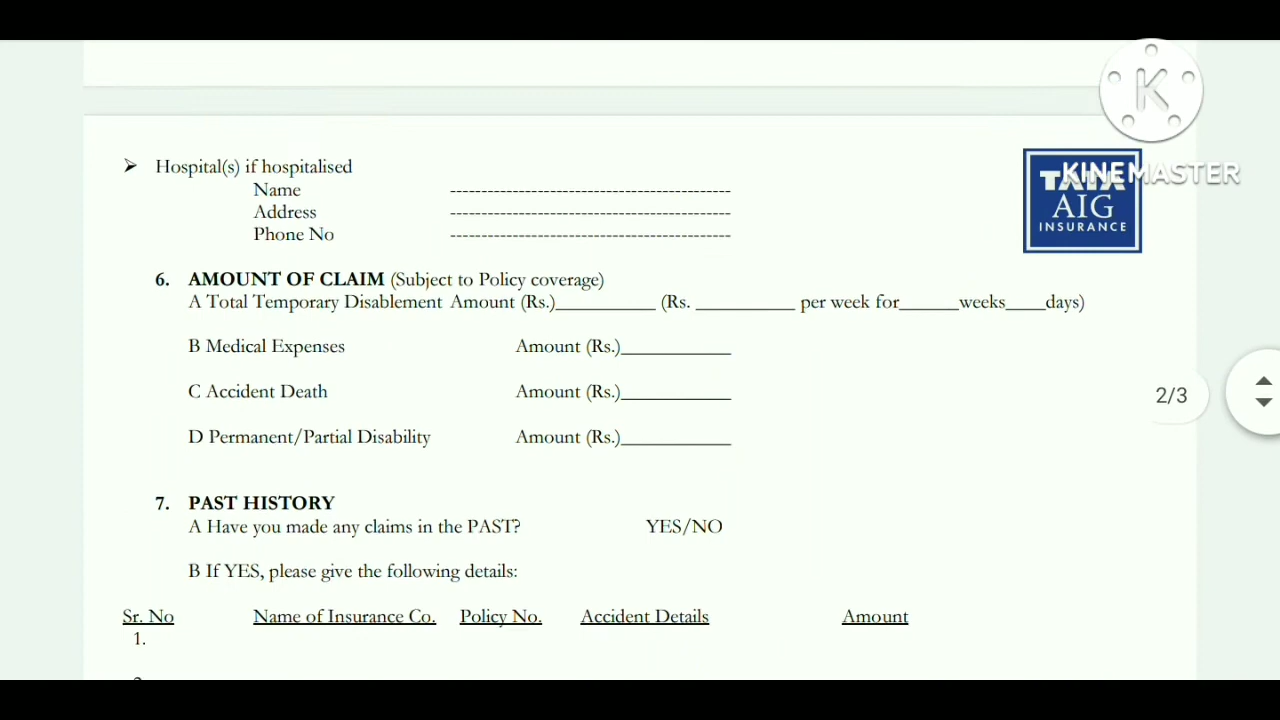 K
KINEMASTER
TATA
AIG
INSURANCE
➢ Hospital(s) if hospitalised
Name --------------------------------------------
Address --------------------------------------------
Phone No --------------------------------------------
6. AMOUNT OF CLAIM (Subject to Policy coverage)
A Total Temporary Disablement Amount (Rs.)__________ (Rs. __________ per week for______weeks____days)
B Medical Expenses Amount (Rs.)___________
C Accident Death Amount (Rs.)___________
2/3
D Permanent/Partial Disability Amount (Rs.)___________
7. PAST HISTORY
A Have you made any claims in the PAST? YES/NO
B If YES, please give the following details:
Sr. No Name of Insurance Co. Policy No. Accident Details Amount
1.